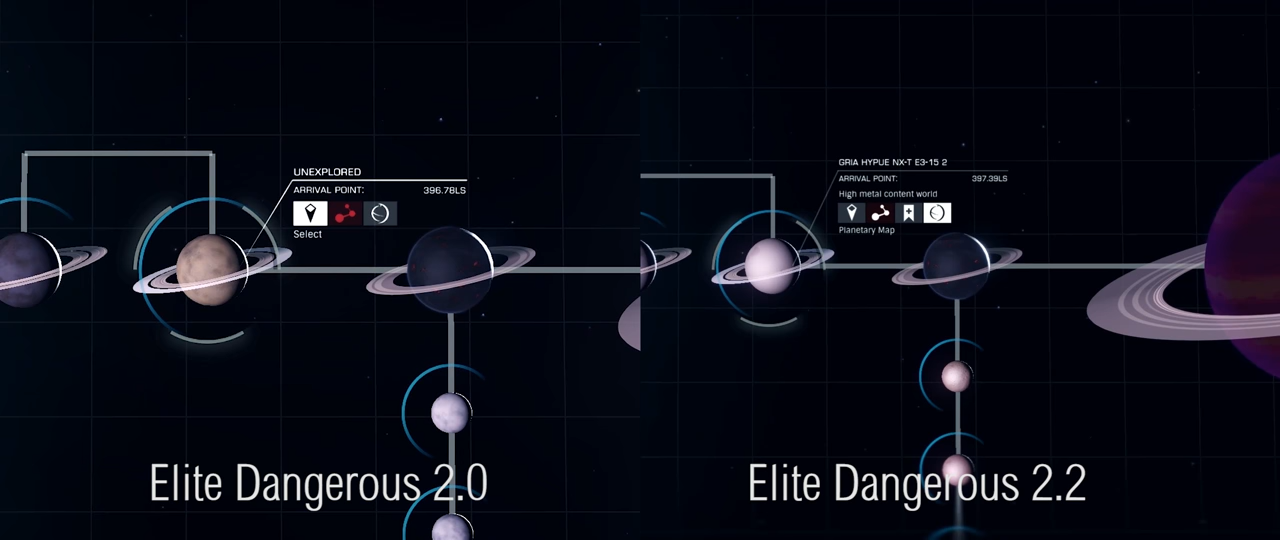 UNEXPLORED
ARRIVAL POINT: 396.78LS
Select
GRIA HYPUE NX-T E3-15 2
ARRIVAL POINT: 397.39LS
High metal content world
Planetary Map
Elite Dangerous 2.0
Elite Dangerous 2.2